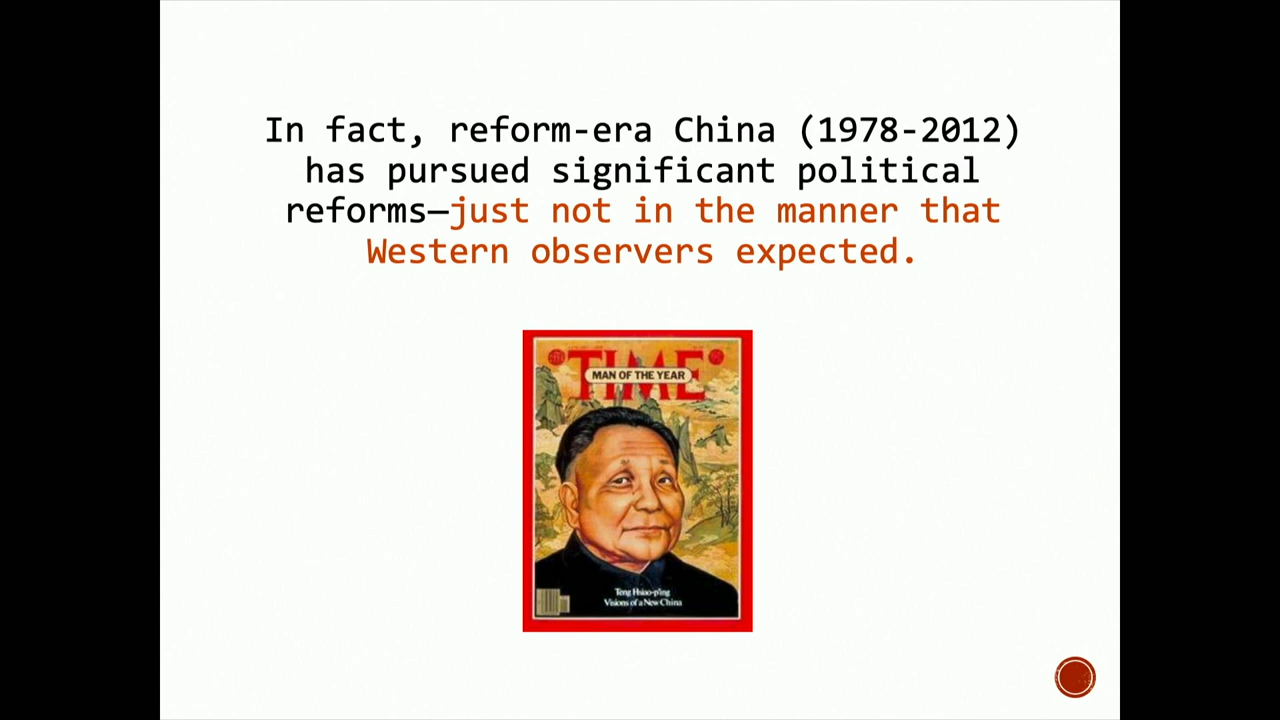 In fact, reform-era China (1978-2012)
has pursued significant political
reforms—just not in the manner that
Western observers expected.
TIME
MAN OF THE YEAR
Teng Hsiao-p'ing
Visions of a New China